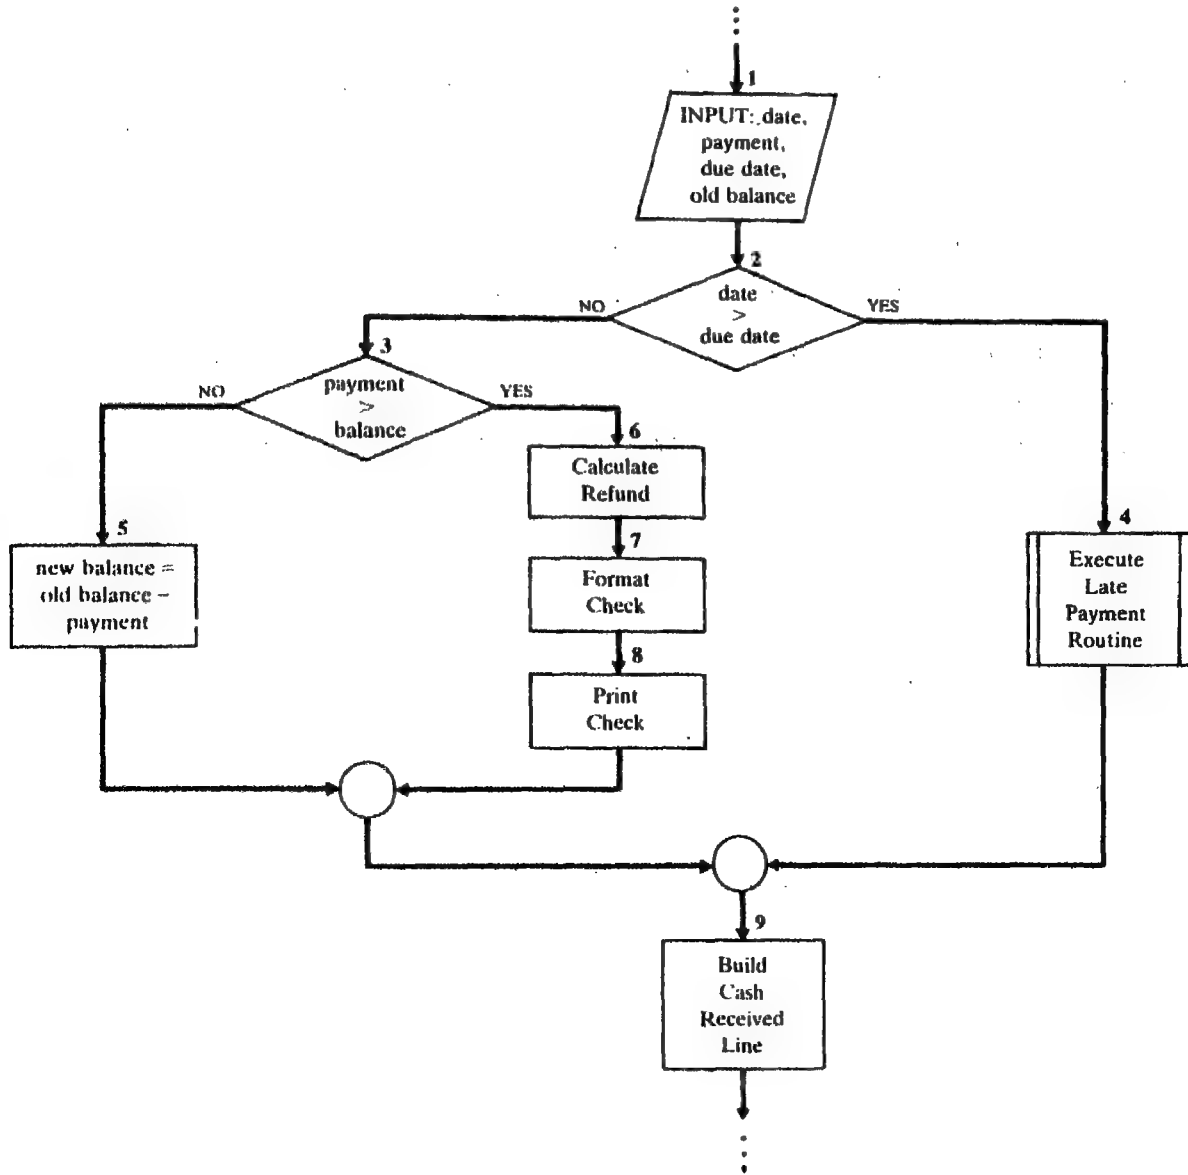 1
INPUT: date,
payment,
due date,
old balance
2
date
>
due date
NO
YES
3
payment
>
balance
NO
YES
6
Calculate
Refund
5
new balance =
old balance -
payment
7
Format
Check
4
Execute
Late
Payment
Routine
8
Print
Check
9
Build
Cash
Received
Line